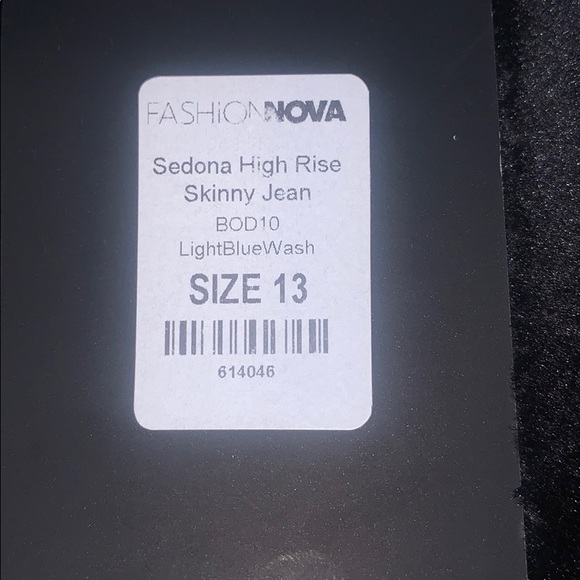 FASHiONNOVA
Sedona High Rise
Skinny Jean
BOD10
LightBlueWash
SIZE 13
614046